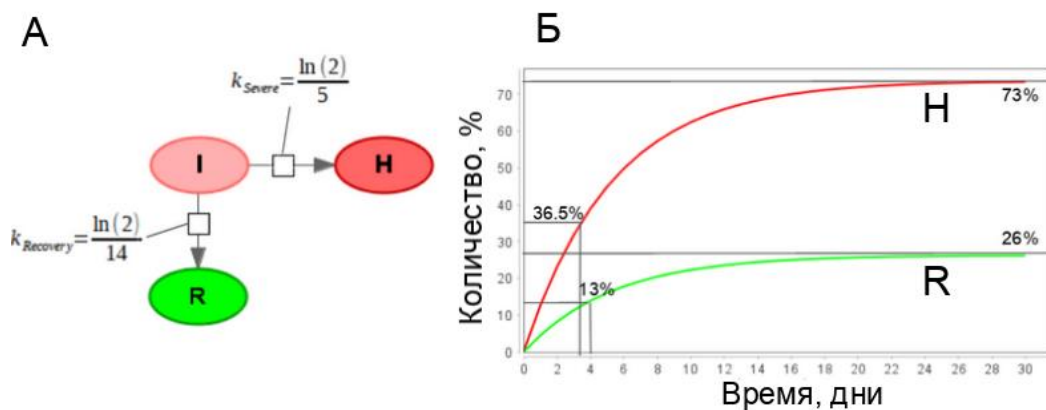 А
k_Severe = ln(2)/5
I
H
k_Recovery = ln(2)/14
R
Б
Количество, %
70
60
50
40
30
20
10
0
H
73%
36.5%
26%
13%
R
0 2 4 6 8 10 12 14 16 18 20 22 24 26 28 30
Время, дни